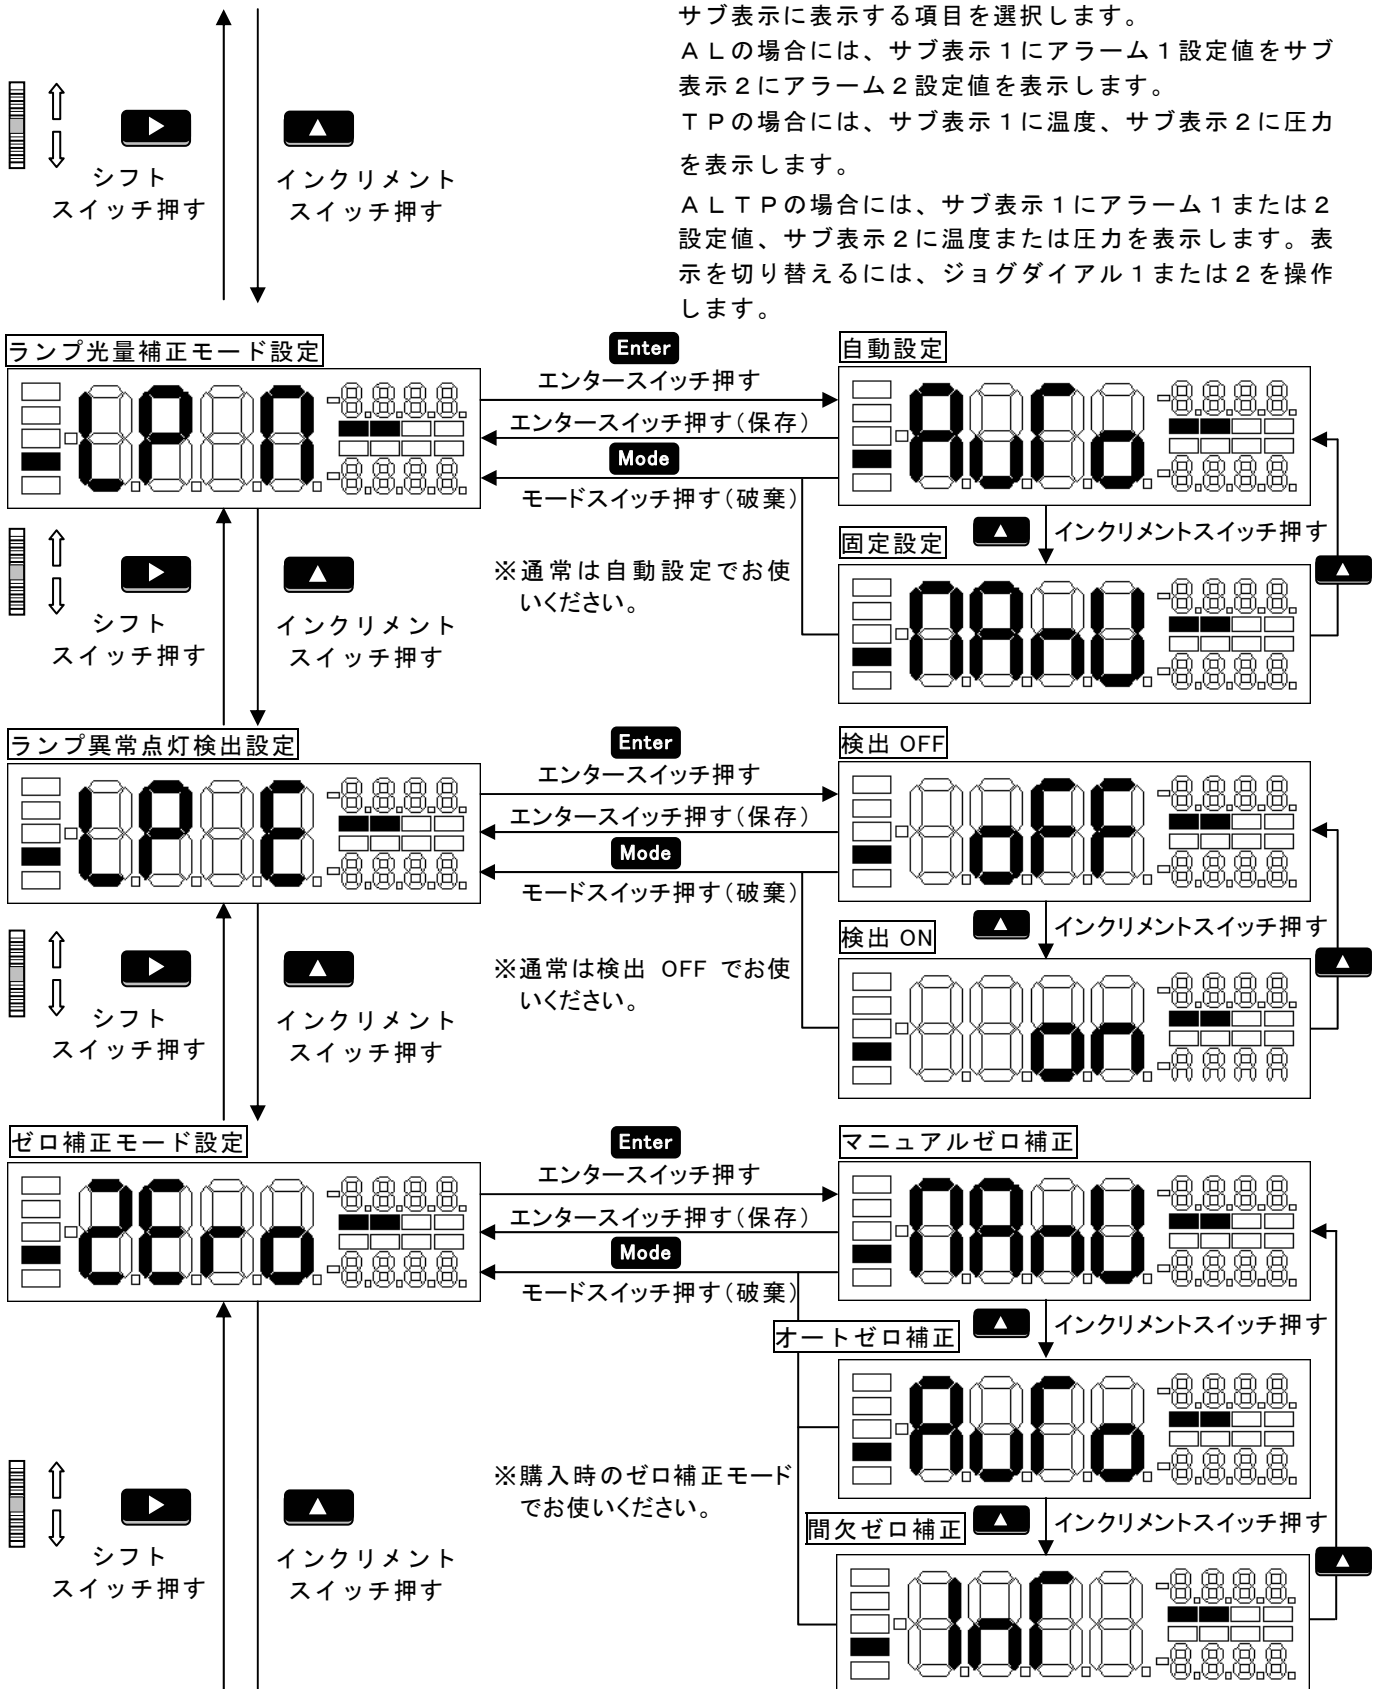 サブ表示に表示する項目を選択します。
ALの場合には、サブ表示1にアラーム1設定値をサブ
表示2にアラーム2設定値を表示します。
TPの場合には、サブ表示1に温度、サブ表示2に圧力
を表示します。
ALTPの場合には、サブ表示1にアラーム1または2
設定値、サブ表示2に温度または圧力を表示します。表
示を切り替えるには、ジョグダイアル1または2を操作
します。
シフト
スイッチ押す
インクリメント
スイッチ押す
ランプ光量補正モード設定
LPM
Enter
エンタースイッチ押す
エンタースイッチ押す（保存）
Mode
モードスイッチ押す（破棄）
自動設定
AUTo
インクリメントスイッチ押す
固定設定
MAnU
※通常は自動設定でお使
いください。
シフト
スイッチ押す
インクリメント
スイッチ押す
ランプ異常点灯検出設定
LP E
Enter
エンタースイッチ押す
エンタースイッチ押す（保存）
Mode
モードスイッチ押す（破棄）
検出 OFF
oFF
インクリメントスイッチ押す
検出 ON
on
※通常は検出 OFF でお使
いください。
シフト
スイッチ押す
インクリメント
スイッチ押す
ゼロ補正モード設定
ZEro
Enter
エンタースイッチ押す
エンタースイッチ押す（保存）
Mode
モードスイッチ押す（破棄）
マニュアルゼロ補正
MAnU
インクリメントスイッチ押す
オートゼロ補正
AUTo
インクリメントスイッチ押す
間欠ゼロ補正
InT
※購入時のゼロ補正モード
でお使いください。
シフト
スイッチ押す
インクリメント
スイッチ押す